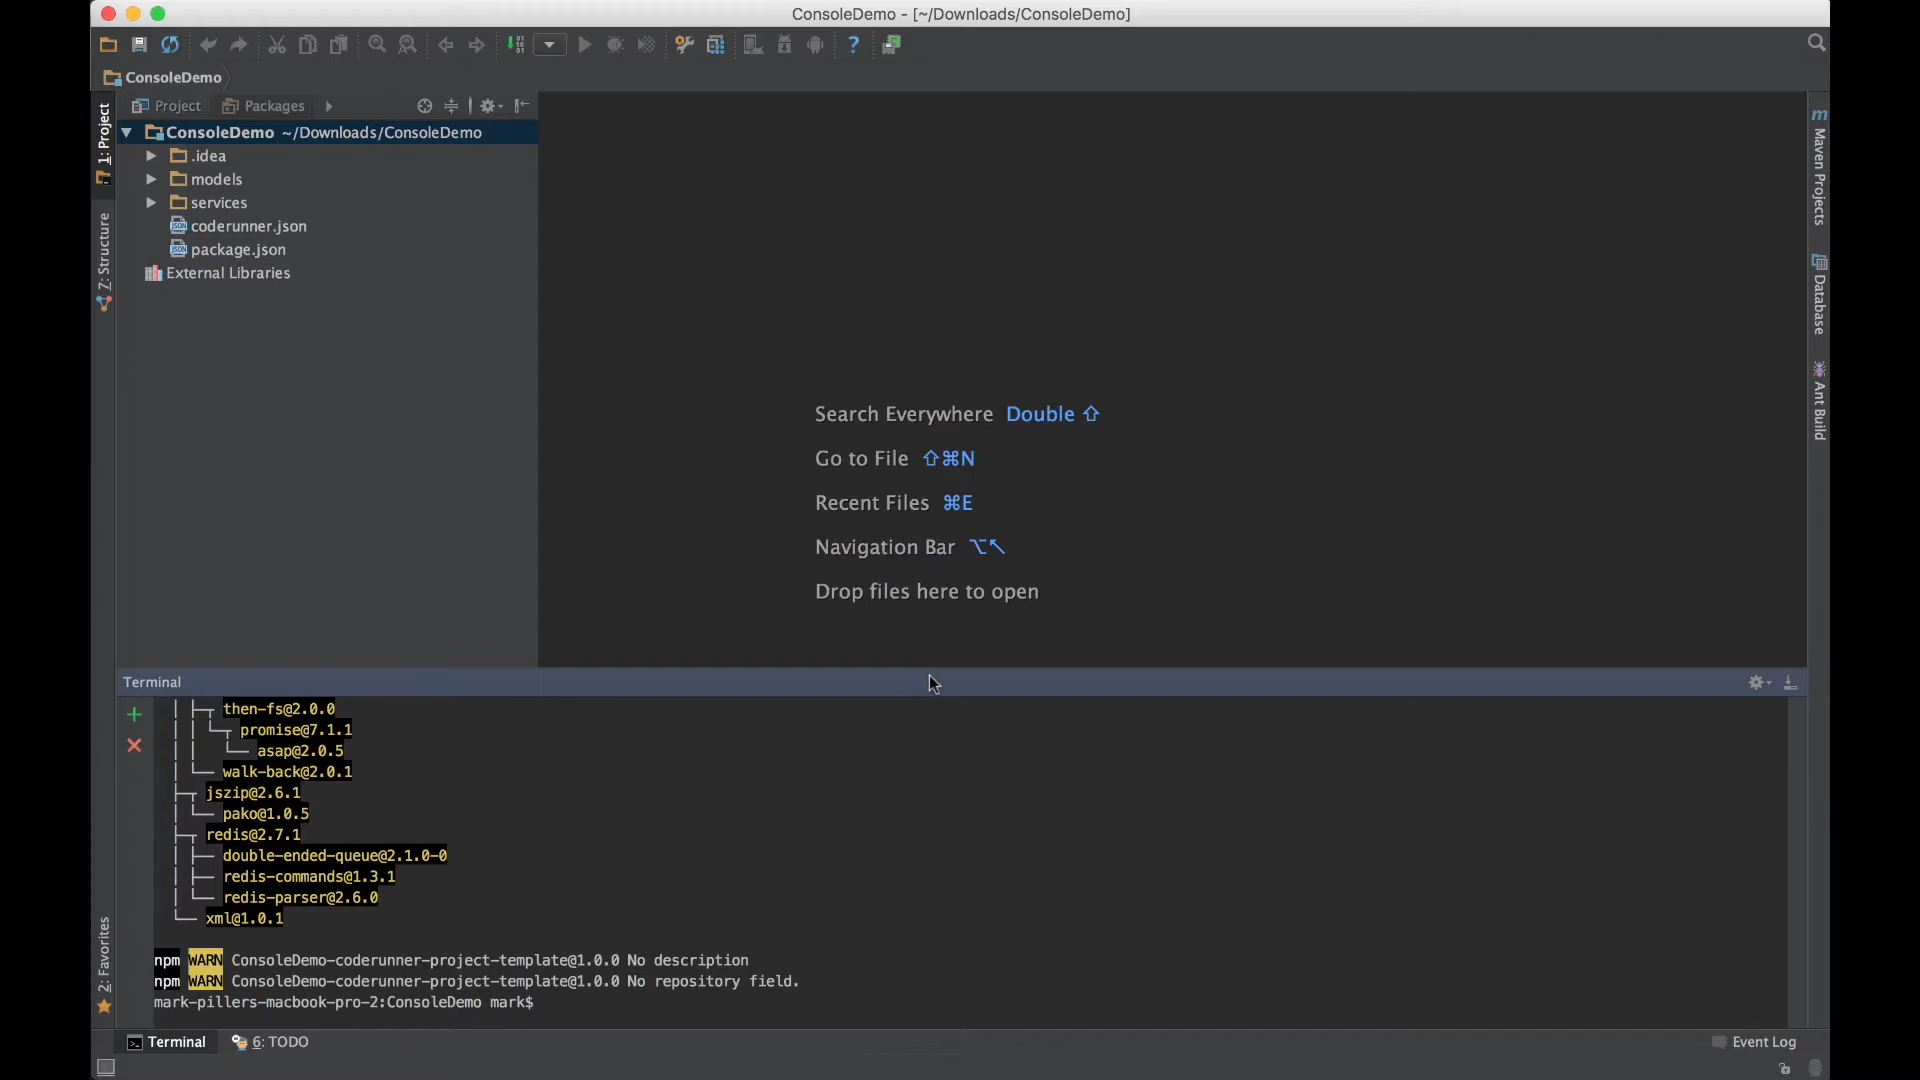 ConsoleDemo - [~/Downloads/ConsoleDemo]
ConsoleDemo
Project
Packages
1: Project
7: Structure
2: Favorites
ConsoleDemo ~/Downloads/ConsoleDemo
.idea
models
services
coderunner.json
package.json
External Libraries
Search Everywhere Double ⇧
Go to File ⇧⌘N
Recent Files ⌘E
Navigation Bar ⌥↖
Drop files here to open
Maven Projects
Database
Ant Build
Terminal
then-fs@2.0.0
promise@7.1.1
asap@2.0.5
walk-back@2.0.1
jszip@2.6.1
pako@1.0.5
redis@2.7.1
double-ended-queue@2.1.0-0
redis-commands@1.3.1
redis-parser@2.6.0
xml@1.0.1
npm WARN ConsoleDemo-coderunner-project-template@1.0.0 No description
npm WARN ConsoleDemo-coderunner-project-template@1.0.0 No repository field.
mark-pillers-macbook-pro-2:ConsoleDemo mark$
Terminal
6: TODO
Event Log